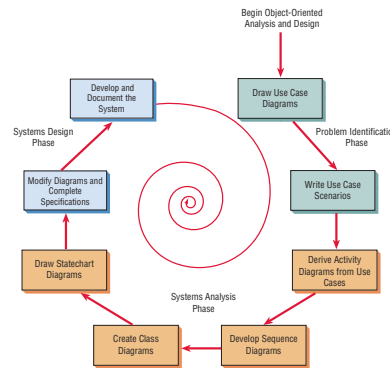 Begin Object-Oriented
Analysis and Design
Draw Use Case
Diagrams
Problem Identification
Phase
Write Use Case
Scenarios
Derive Activity
Diagrams from Use
Cases
Develop Sequence
Diagrams
Systems Analysis
Phase
Create Class
Diagrams
Draw Statechart
Diagrams
Modify Diagrams and
Complete
Specifications
Systems Design
Phase
Develop and
Document the
System